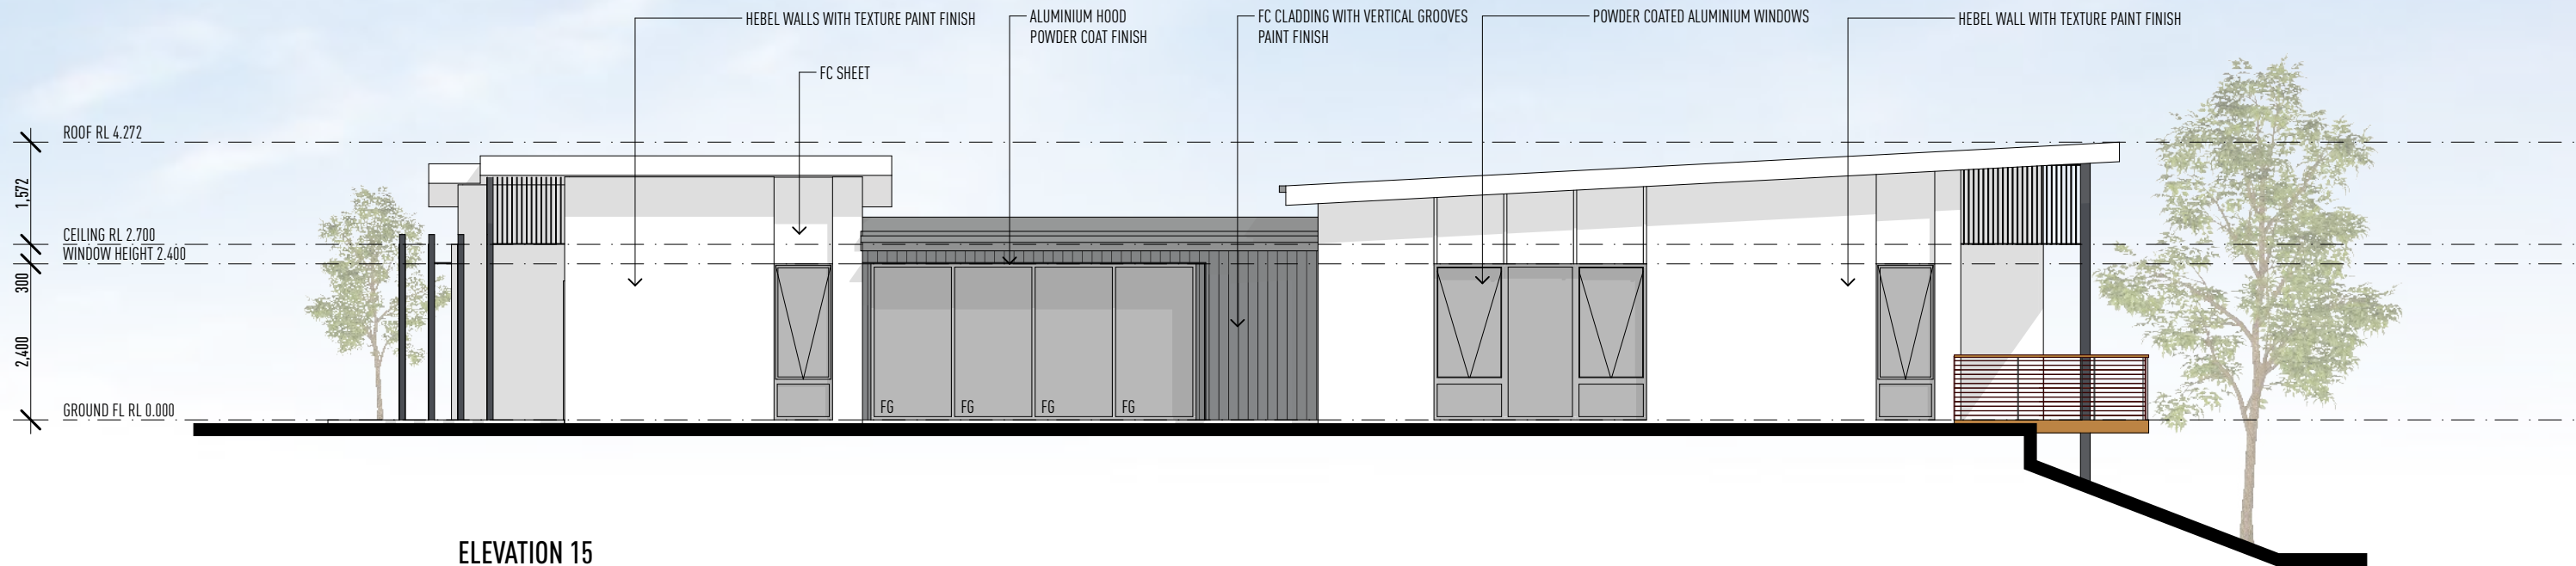 HEBEL WALLS WITH TEXTURE PAINT FINISH
ALUMINIUM HOOD
POWDER COAT FINISH
FC CLADDING WITH VERTICAL GROOVES
PAINT FINISH
POWDER COATED ALUMINIUM WINDOWS
HEBEL WALL WITH TEXTURE PAINT FINISH
FC SHEET
ROOF RL 4.272
1,572
CEILING RL 2.700
WINDOW HEIGHT 2.400
300
2,400
GROUND FL RL 0.000
FG
FG
FG
FG
ELEVATION 15